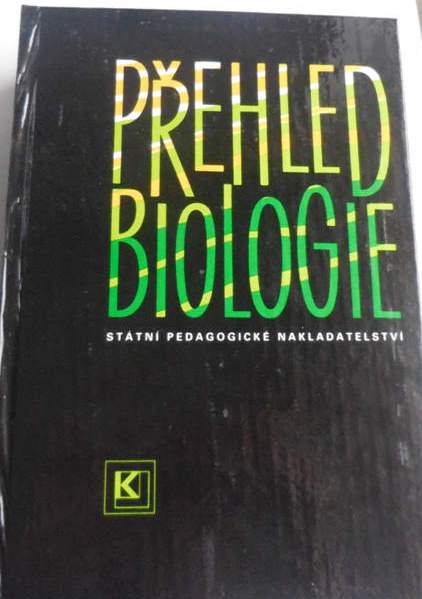 PŘEHLED
BIOLOGIE
STÁTNÍ PEDAGOGICKÉ NAKLADATELSTVÍ
K